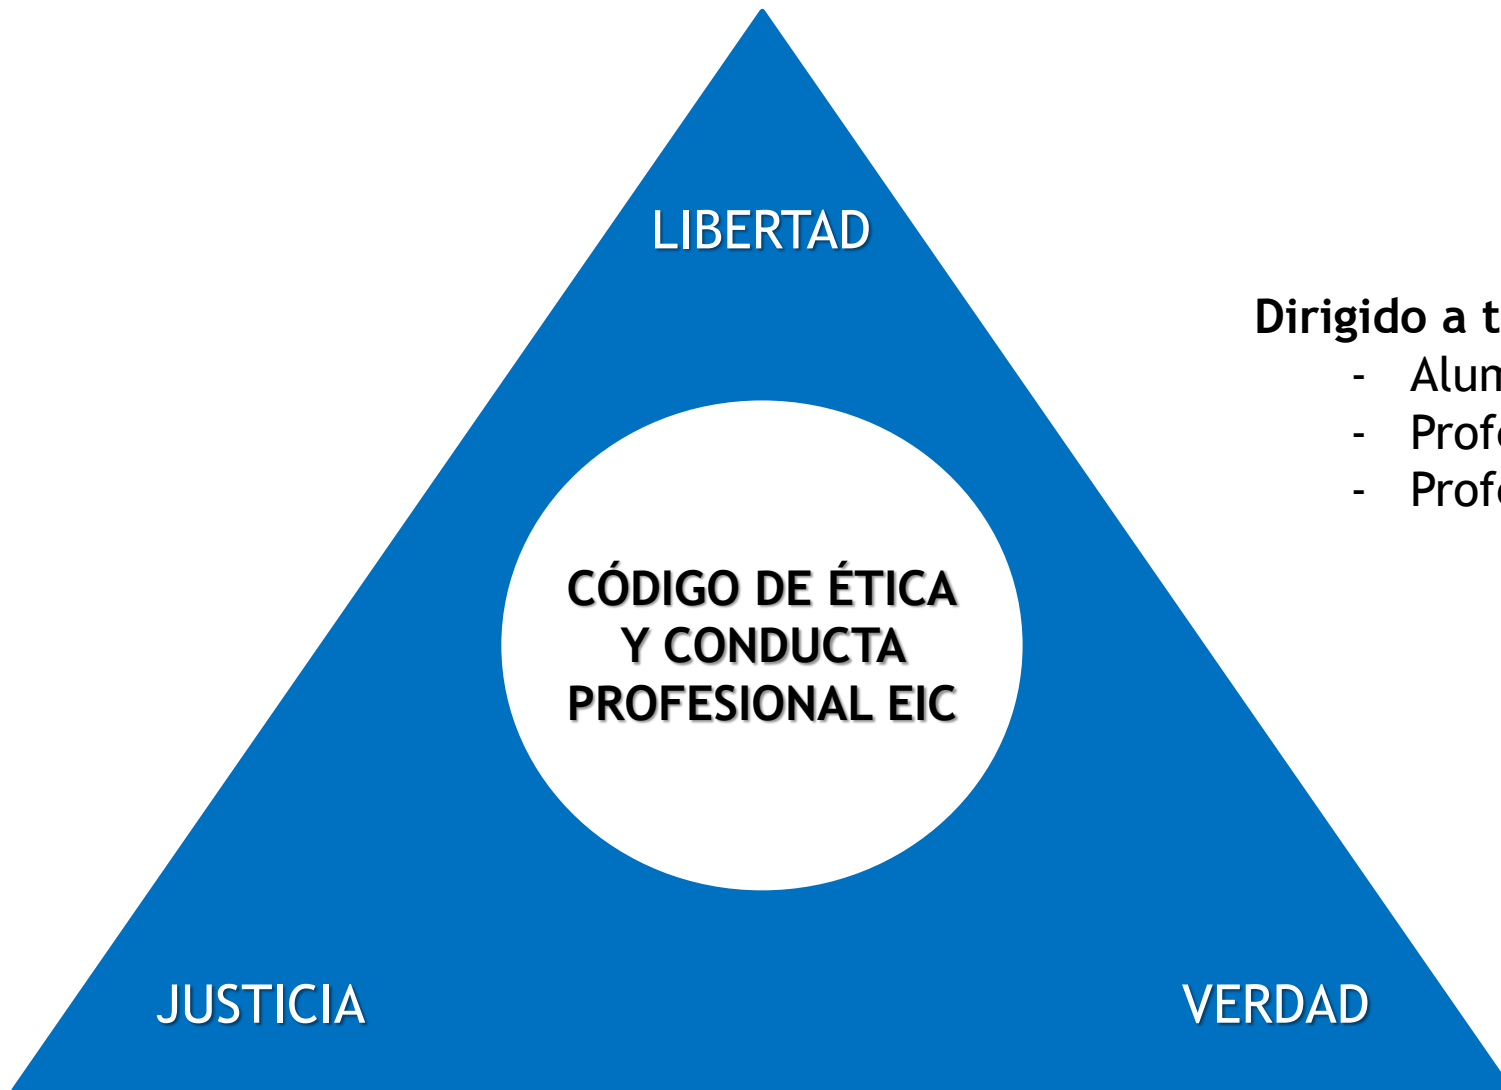 LIBERTAD
Dirigido a
-
-
-
CÓDIGO DE ÉTICA
Y CONDUCTA
PROFESIONAL EIC
JUSTICIA
VERDAD